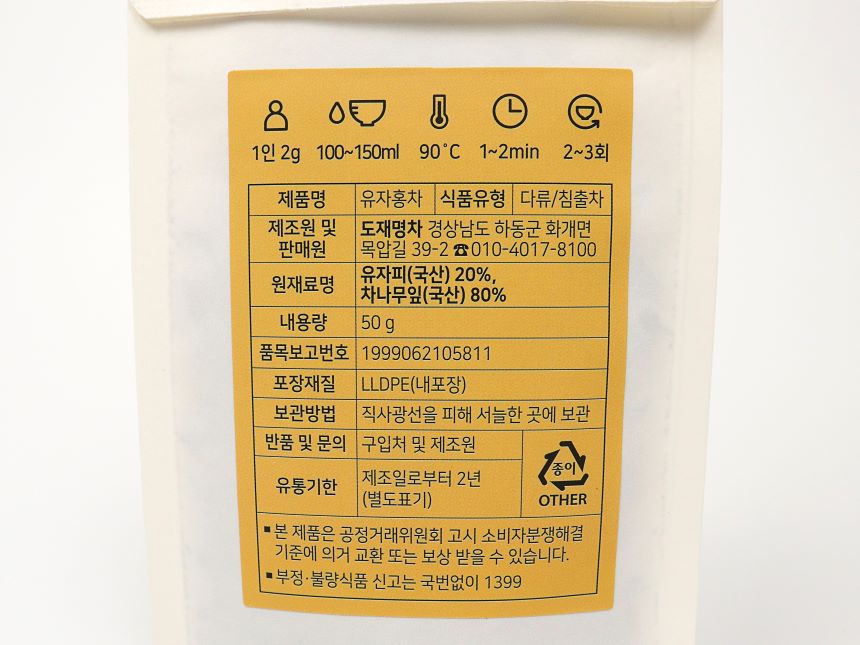 1인 2g 100~150ml 90˚C 1~2min 2~3회
제품명 유자홍차 식품유형 다류/침출차
제조원 및 판매원 도재명차 경상남도 하동군 화개면
목압길 39-2 ☎010-4017-8100
원재료명 유자피(국산) 20%,
차나무잎(국산) 80%
내용량 50 g
품목보고번호 1999062105811
포장재질 LLDPE(내포장)
보관방법 직사광선을 피해 서늘한 곳에 보관
반품 및 문의 구입처 및 제조원
유통기한 제조일로부터 2년
(별도표기)
종이
OTHER
▪본 제품은 공정거래위원회 고시 소비자분쟁해결
기준에 의거 교환 또는 보상 받을 수 있습니다.
▪부정·불량식품 신고는 국번없이 1399